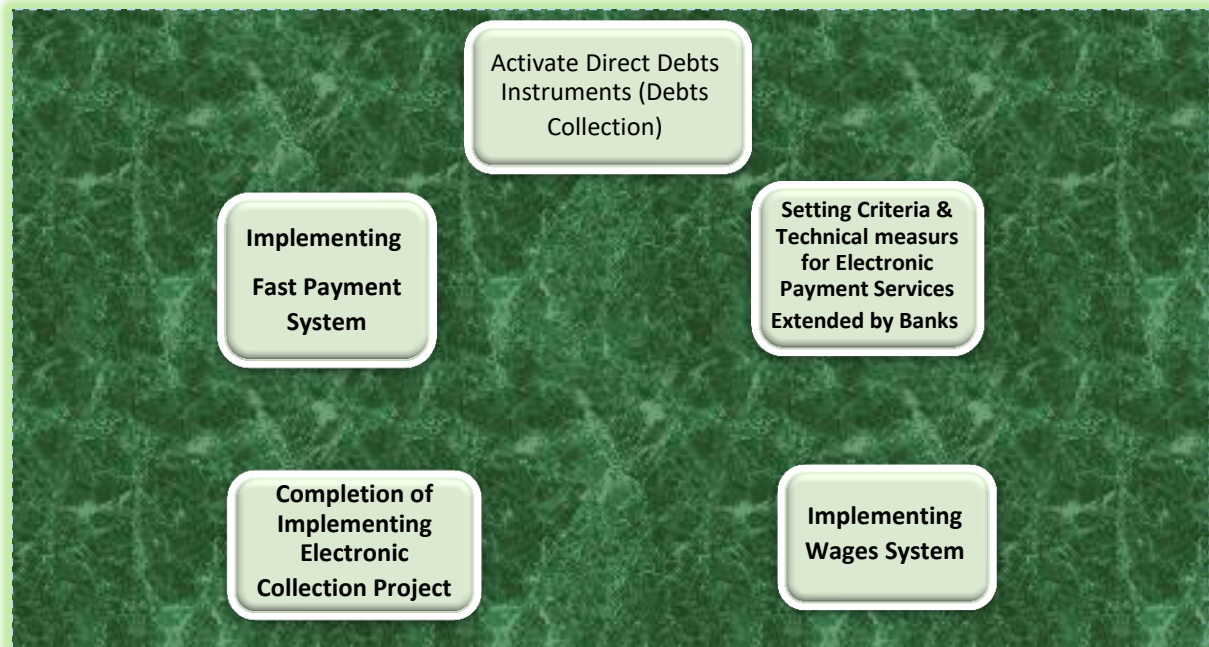 Activate Direct Debts
Instruments (Debts
Collection)
Implementing
Fast Payment
System
Setting Criteria &
Technical measurs
for Electronic
Payment Services
Extended by Banks
Completion of
Implementing
Electronic
Collection Project
Implementing
Wages System